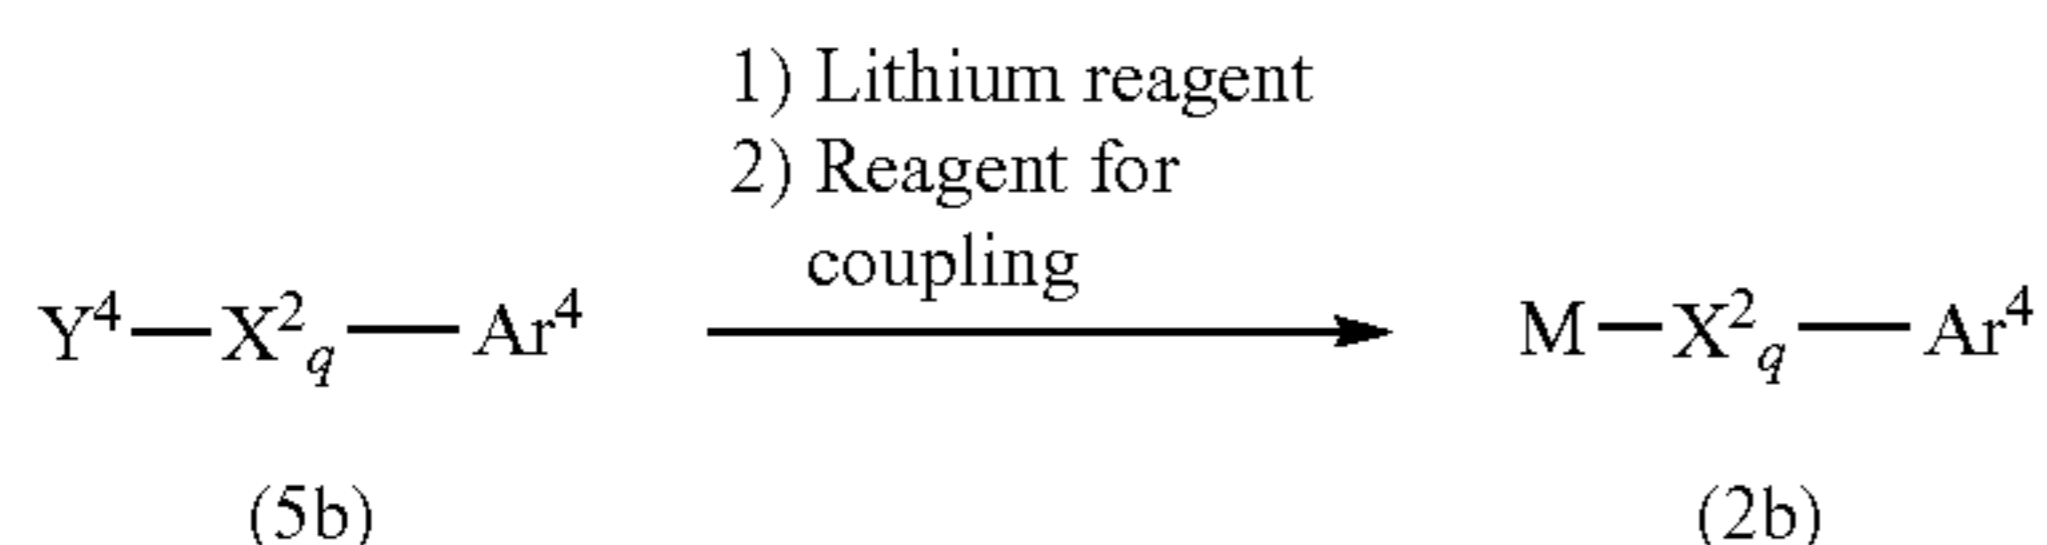 1) Lithium reagent
2) Reagent for
coupling
Y⁴—X²q—Ar⁴ M—X²q—Ar⁴
(5b) (2b)